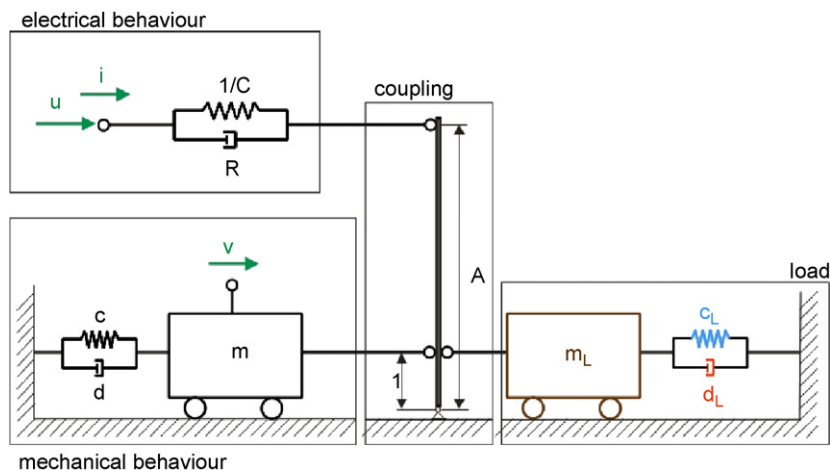 electrical behaviour
i
u
1/C
R
coupling
A
1
v
c
d
m
mechanical behaviour
load
m_L
c_L
d_L